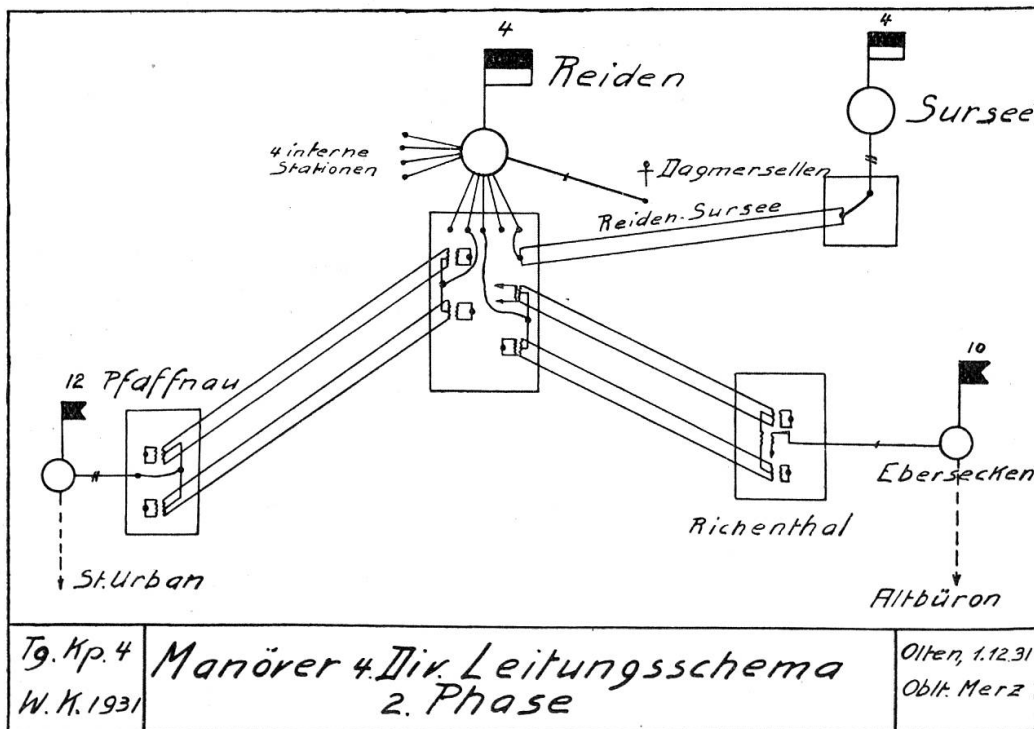 4
Reiden
4
Sursee
4 interne
Stationen
Dagmersellen
Reiden-Sursee
12 Pfaffnau
10
Ebersecken
Richenthal
St. Urban
Altbüron
Tg. Kp. 4
W. K. 1931
Manöver 4. Div. Leitungsschema
2. Phase
Olten, 1.12.31
Oblt. Merz